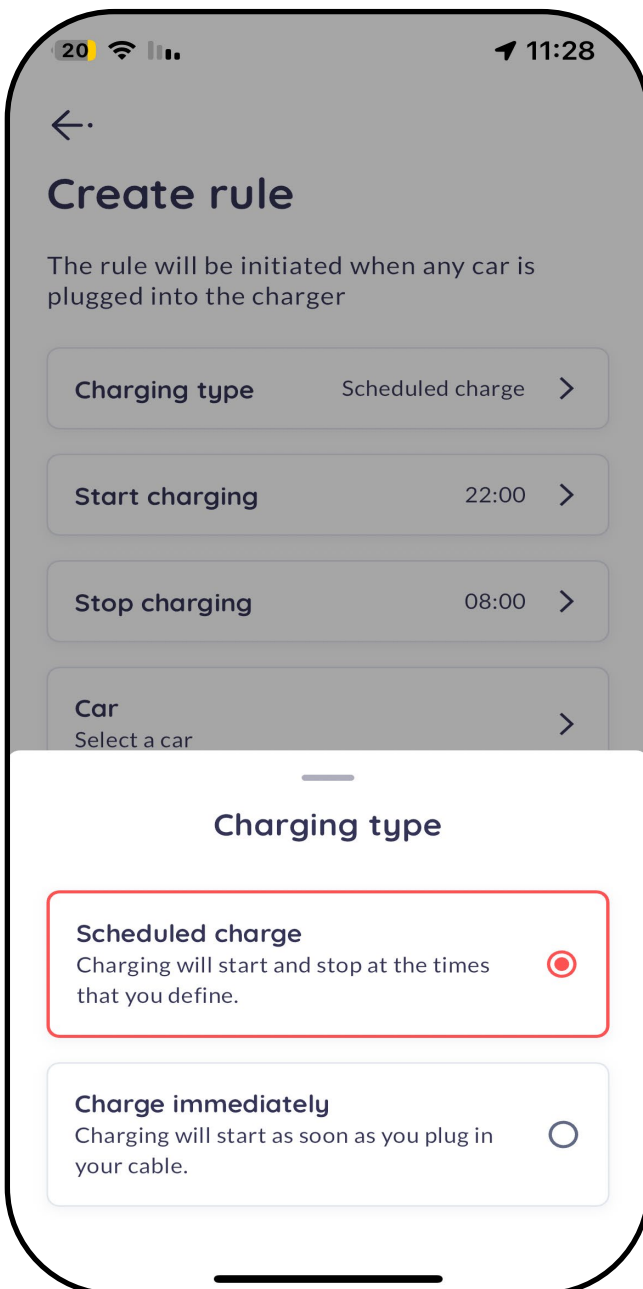 20 11:28
Create rule
The rule will be initiated when any car is
plugged into the charger
Charging type Scheduled charge
Start charging 22:00
Stop charging 08:00
Car
Select a car
Charging type
Scheduled charge
Charging will start and stop at the times
that you define.
Charge immediately
Charging will start as soon as you plug in
your cable.